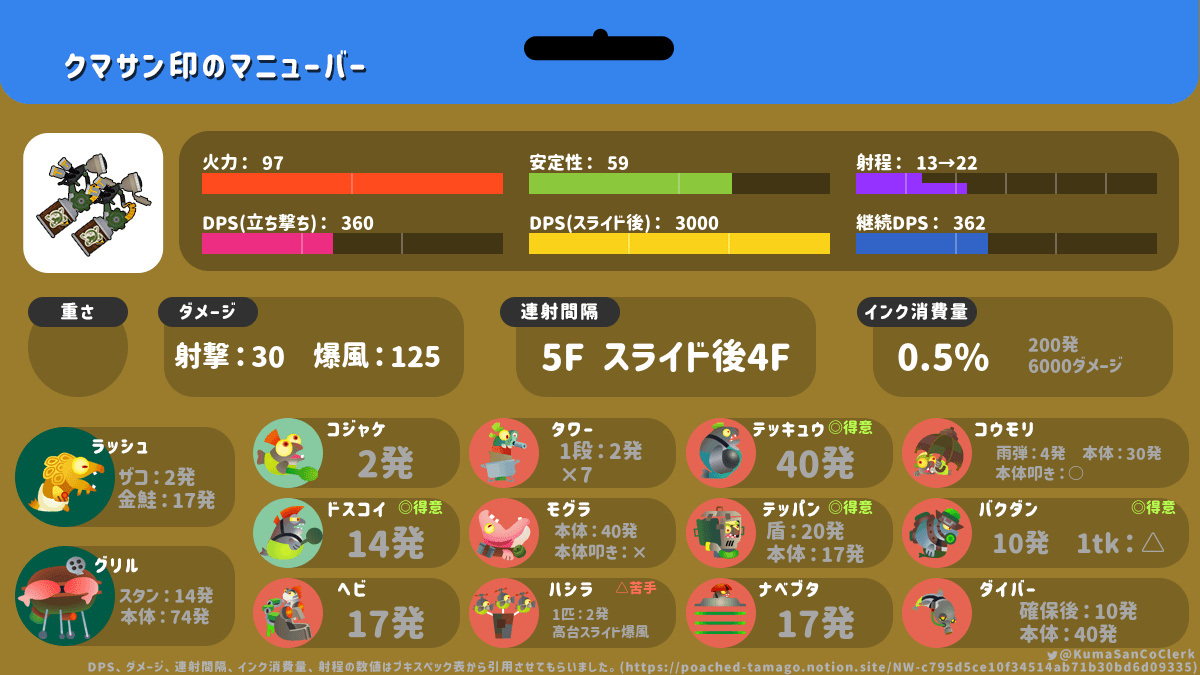 クマサン印のマニューバー
火力： 97
安定性： 59
射程： 13→22
DPS(立ち撃ち)： 360
DPS(スライド後)： 3000
継続DPS： 362
重さ
ダメージ
射撃：30 爆風：125
連射間隔
5F スライド後4F
インク消費量
0.5%
200発
6000ダメージ
ラッシュ
ザコ：2発
金鮭：17発
グリル
スタン：14発
本体：74発
コジャケ
2発
タワー
1段：2発
×7
テッキュウ ◎得意
40発
コウモリ
雨弾：4発 本体：30発
本体叩き：○
ドスコイ ◎得意
14発
モグラ
本体：40発
本体叩き：×
テッパン ◎得意
盾：20発
本体：17発
バクダン ◎得意
10発 1tk：△
ヘビ
17発
ハシラ △苦手
1匹：2発
高台スライド爆風
ナベブタ
17発
ダイバー
確保後：10発
本体：40発
@KumaSanCoClerk
DPS、ダメージ、連射間隔、インク消費量、射程の数値はブキスペック表から引用させてもらいました。(https://poached-tamago.notion.site/NW-c795d5ce10f34514ab71b30bd6d09335)